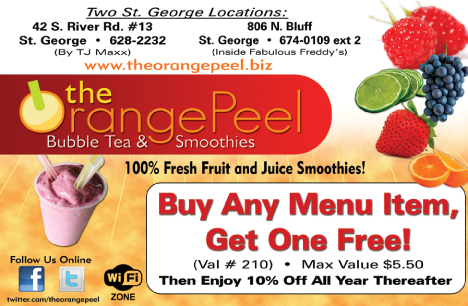 Two St. George Locations:
42 S. River Rd. #13
St. George • 628-2232
(By TJ Maxx)
806 N. Bluff
St. George • 674-0109 ext 2
(Inside Fabulous Freddy's)
www.theorangepeel.biz
the
OrangePeel
Bubble Tea & Smoothies
100% Fresh Fruit and Juice Smoothies!
Buy Any Menu Item,
Get One Free!
(Val # 210) • Max Value $5.50
Then Enjoy 10% Off All Year Thereafter
Follow Us Online
f
t
Wi Fi
ZONE
twitter.com/theorangepeel